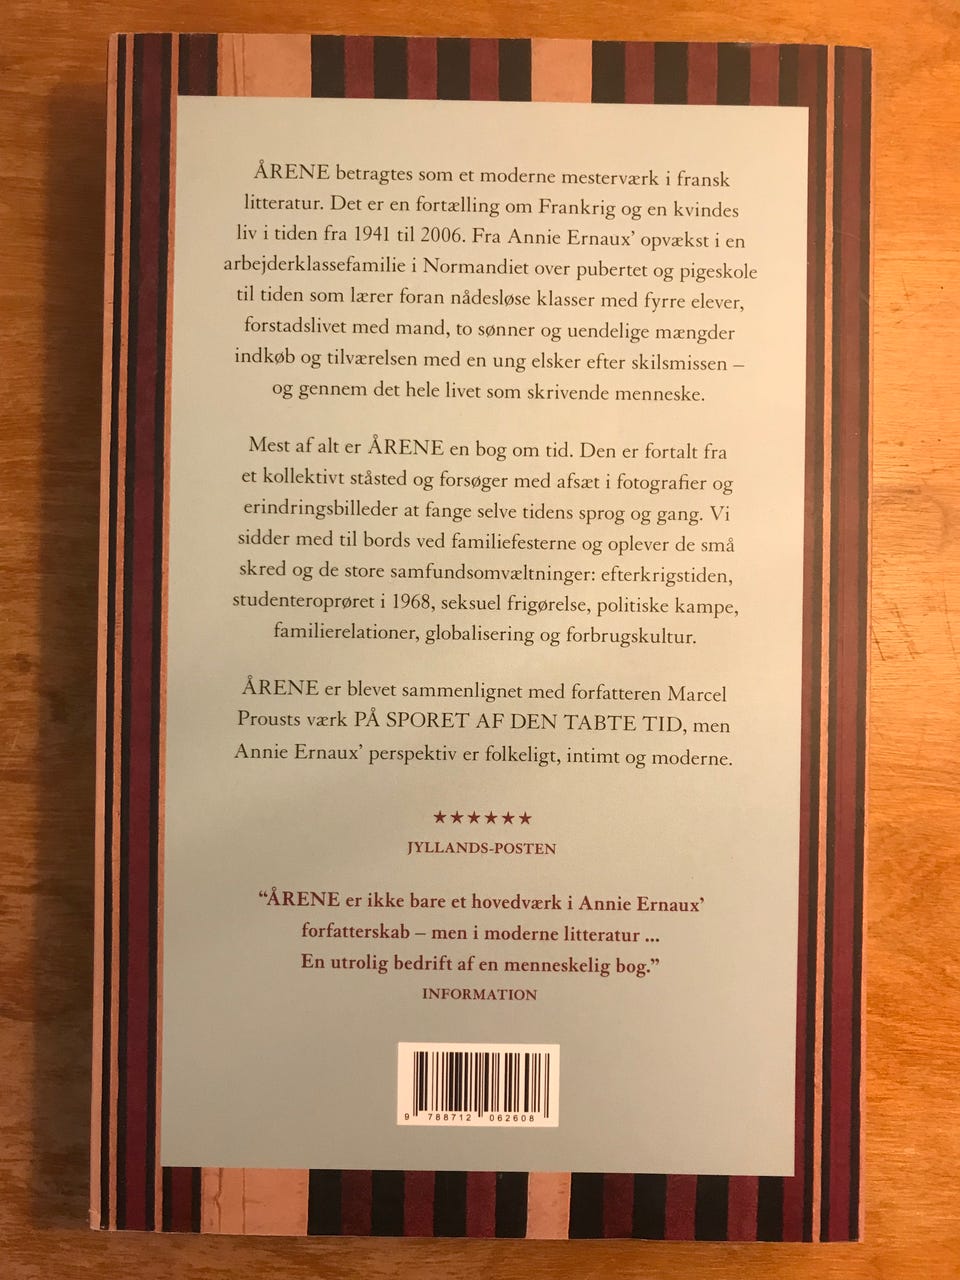 ÅRENE betragtes som et moderne mesterværk i fransk
litteratur. Det er en fortælling om Frankrig og en kvindes
liv i tiden fra 1941 til 2006. Fra Annie Ernaux’ opvækst i en
arbejderklassefamilie i Normandiet over pubertet og pigeskole
til tiden som lærer foran nådesløse klasser med fyrre elever,
forstadslivet med mand, to sønner og uendelige mængder
indkøb og tilværelsen med en ung elsker efter skilsmissen –
og gennem det hele livet som skrivende menneske.
Mest af alt er ÅRENE en bog om tid. Den er fortalt fra
et kollektivt ståsted og forsøger med afsæt i fotografier og
erindringsbilleder at fange selve tidens sprog og gang. Vi
sidder med til bords ved familiefesterne og oplever de små
skred og de store samfundsomvæltninger: efterkrigstiden,
studenteroprøret i 1968, seksuel frigørelse, politiske kampe,
familierelationer, globalisering og forbrugskultur.
ÅRENE er blevet sammenlignet med forfatteren Marcel
Prousts værk PÅ SPORET AF DEN TABTE TID, men
Annie Ernaux’ perspektiv er folkeligt, intimt og moderne.
★★★★★★
JYLLANDS-POSTEN
“ÅRENE er ikke bare et hovedværk i Annie Ernaux’
forfatterskab – men i moderne litteratur ...
En utrolig bedrift af en menneskelig bog.”
INFORMATION
9 788712 062608